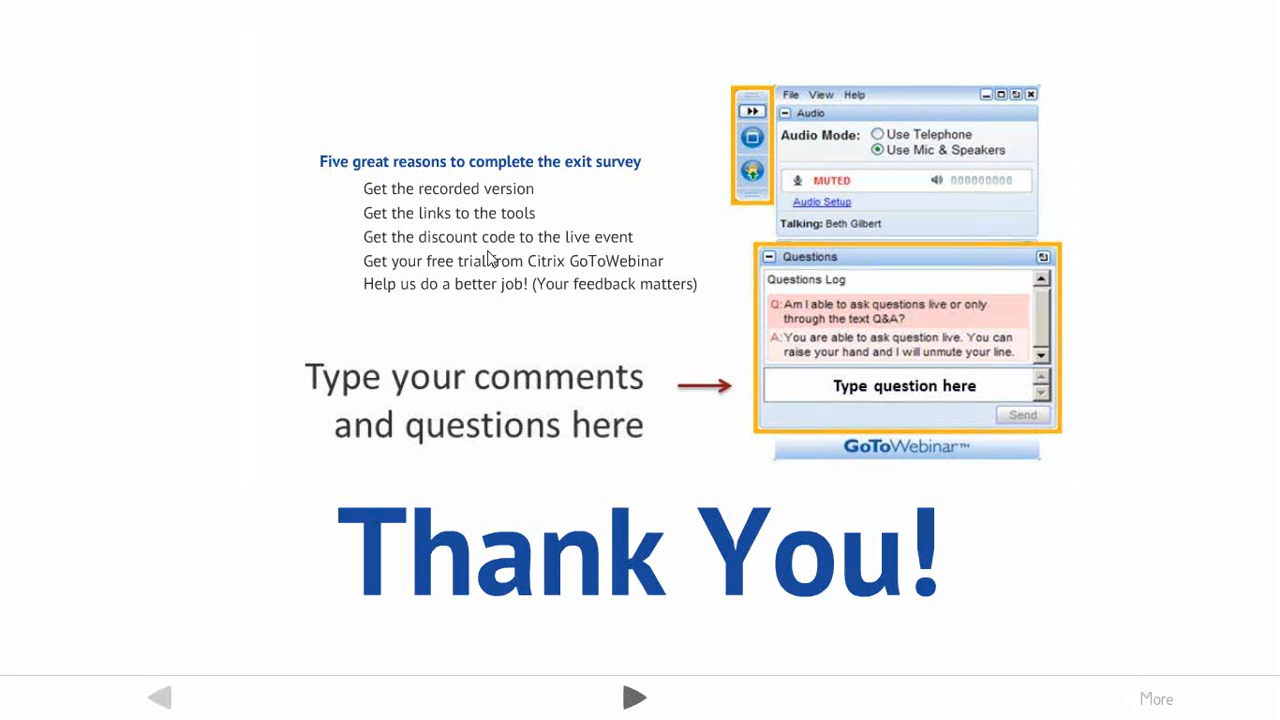 Five great reasons to complete the exit survey
Get the recorded version
Get the links to the tools
Get the discount code to the live event
Get your free trial from Citrix GoToWebinar
Help us do a better job! (Your feedback matters)
Type your comments
and questions here
File View Help
Audio
Audio Mode: Use Telephone
Use Mic & Speakers
MUTED
Audio Setup
Talking: Beth Gilbert
Questions
Questions Log
Q: Am I able to ask questions live or only
through the text Q&A?
A: You are able to ask question live. You can
raise your hand and I will unmute your line.
Type question here
Send
GoToWebinar™
Thank You!
More